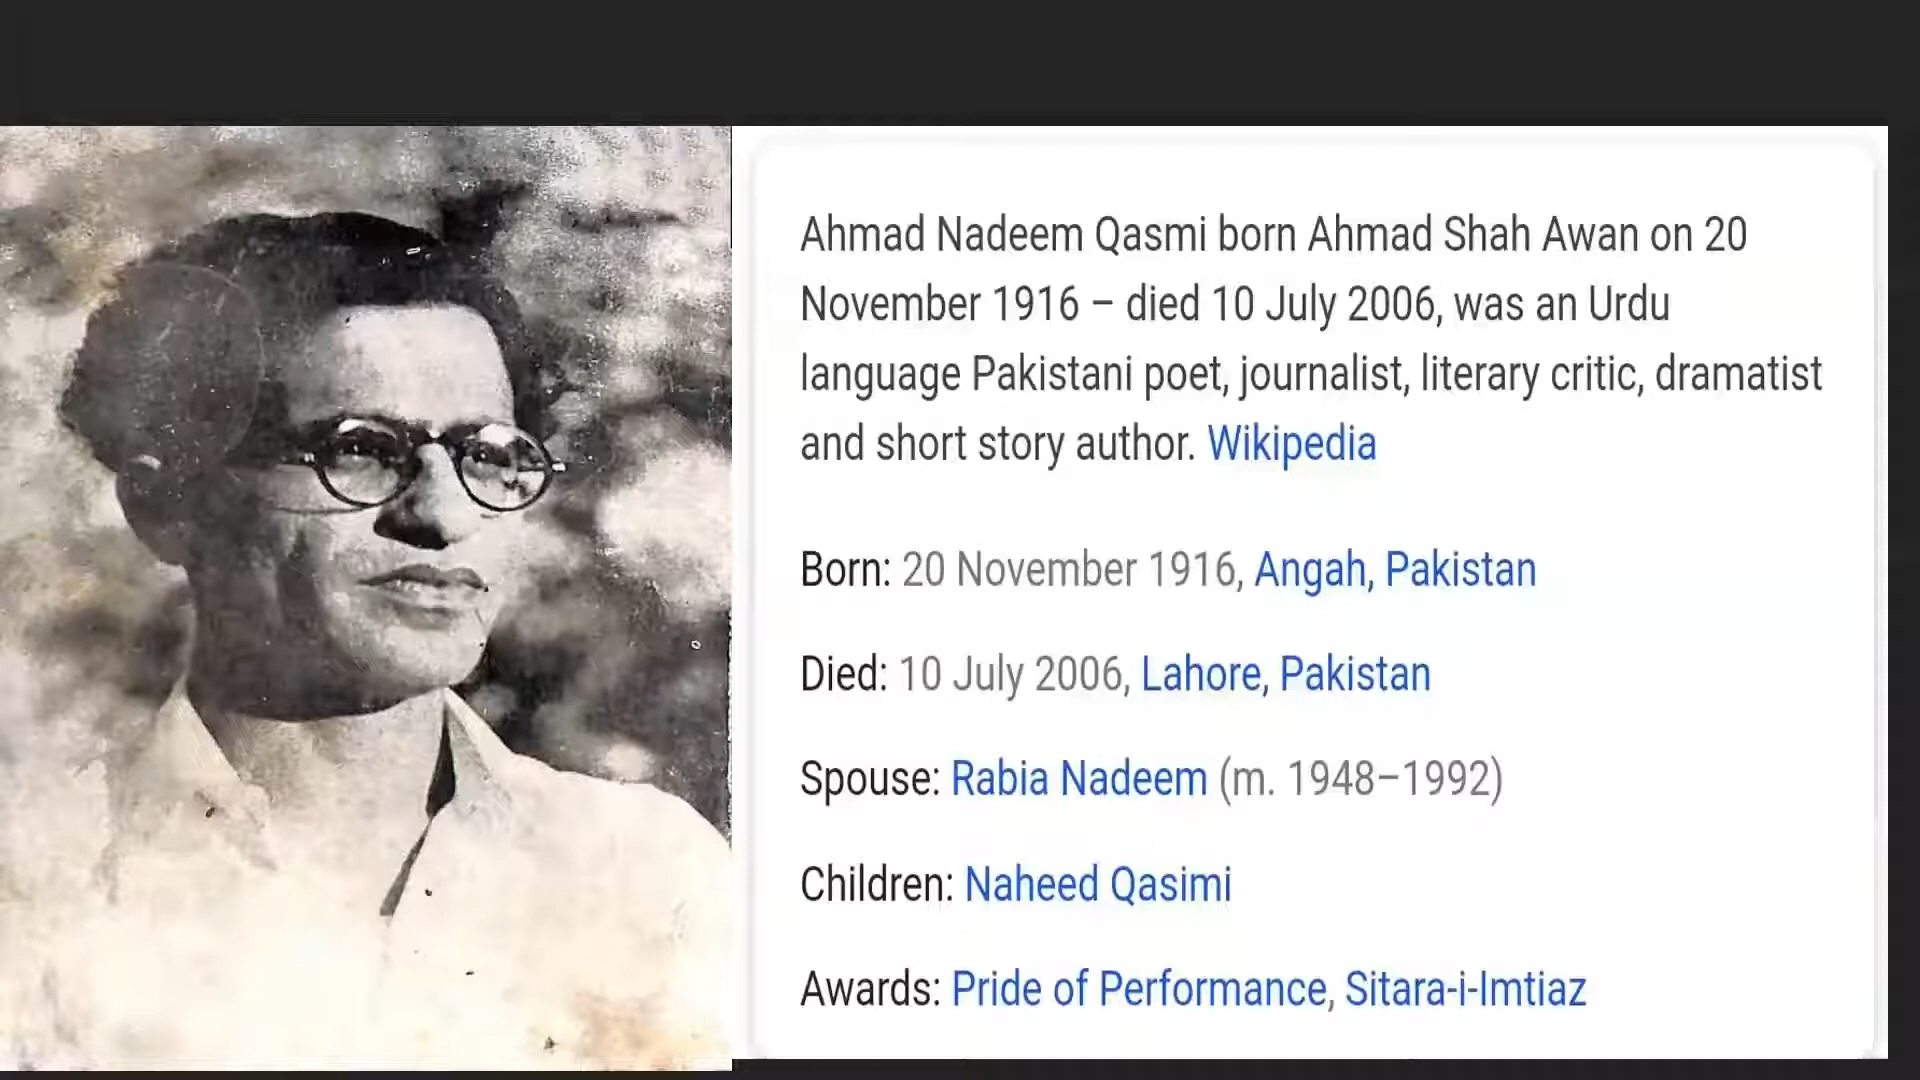 Ahmad Nadeem Qasmi born Ahmad Shah Awan on 20
November 1916 – died 10 July 2006, was an Urdu
language Pakistani poet, journalist, literary critic, dramatist
and short story author. Wikipedia
Born: 20 November 1916, Angah, Pakistan
Died: 10 July 2006, Lahore, Pakistan
Spouse: Rabia Nadeem (m. 1948–1992)
Children: Naheed Qasimi
Awards: Pride of Performance, Sitara-i-Imtiaz